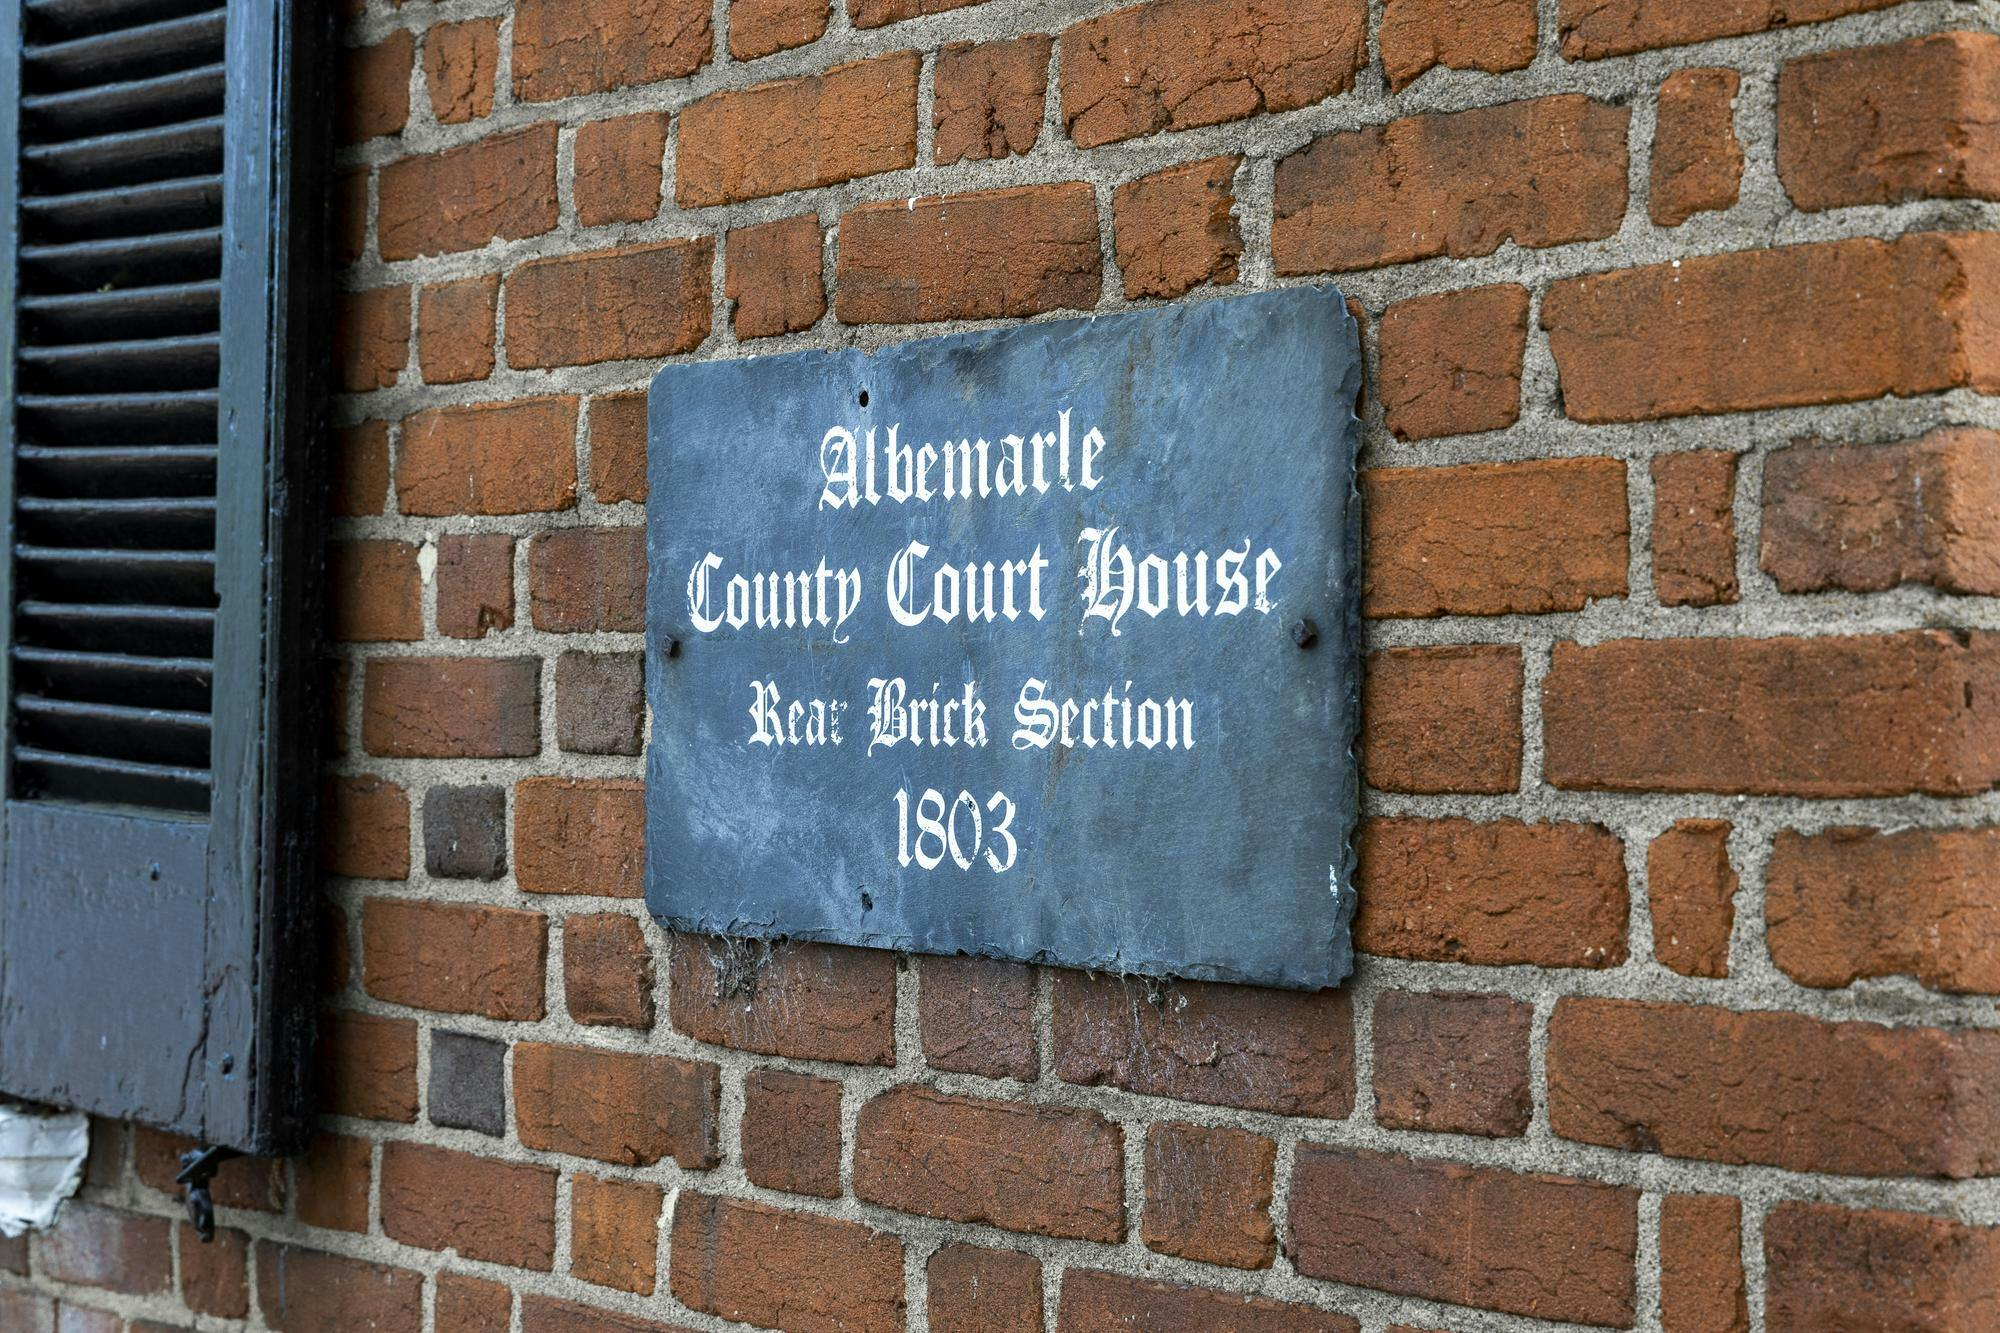 Albemarle
County Court House
Rear Brick Section
1803